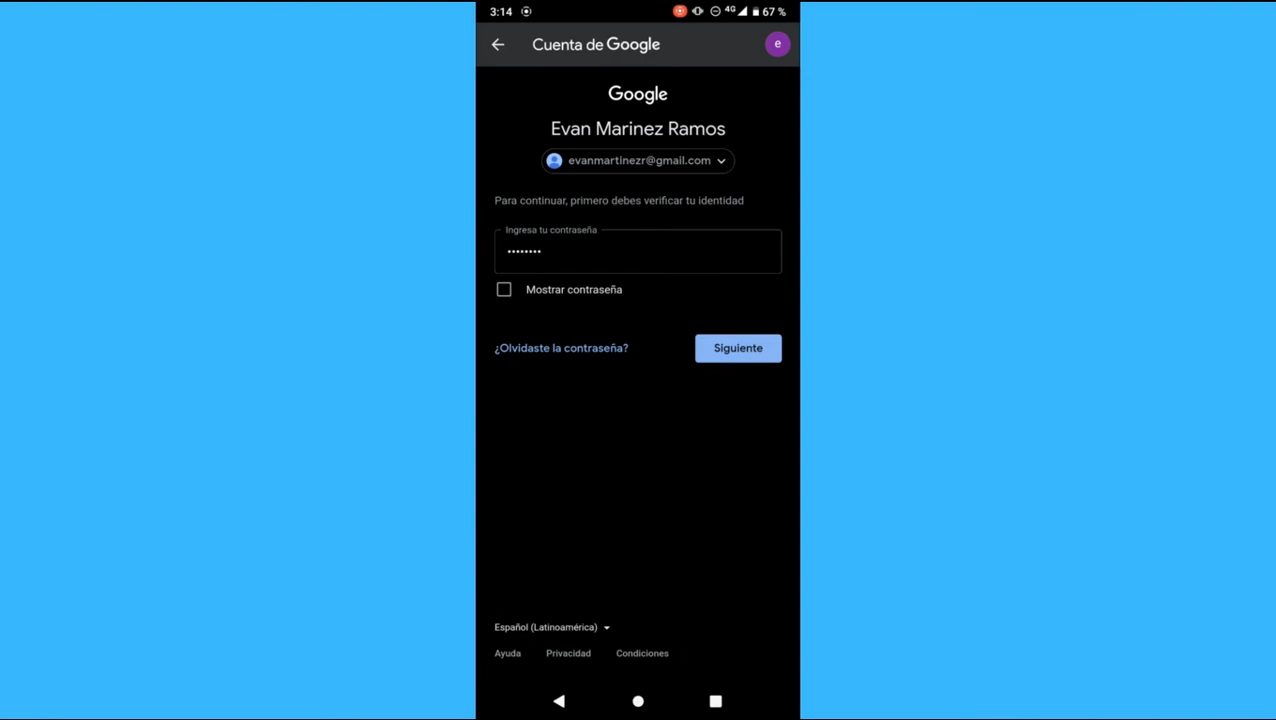 3:14 4G 67 %
Cuenta de Google e
Google
Evan Marinez Ramos
evanmartinezr@gmail.com
Para continuar, primero debes verificar tu identidad
Ingresa tu contraseña
••••••••
Mostrar contraseña
¿Olvidaste la contraseña? Siguiente
Español (Latinoamérica)
Ayuda Privacidad Condiciones